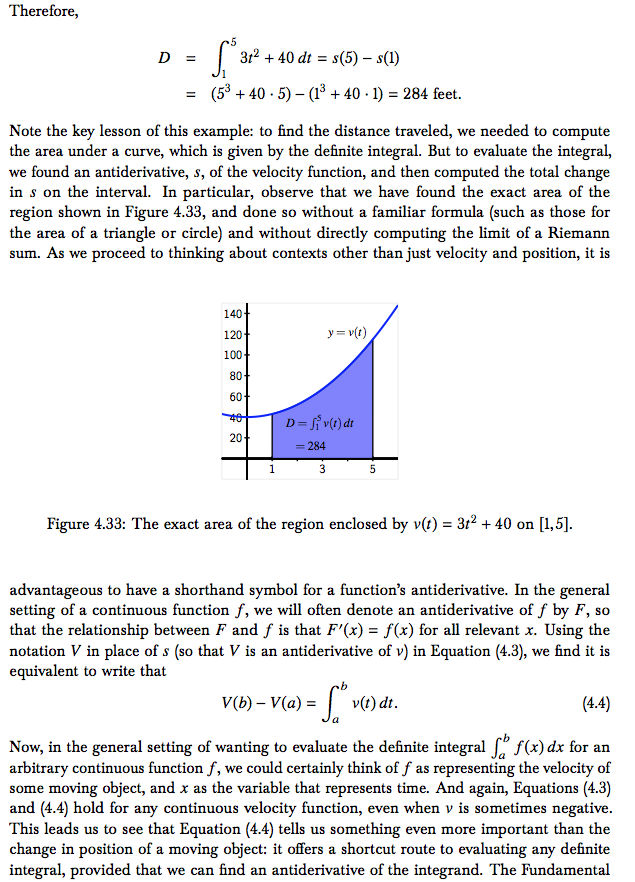 Therefore,
D = ∫₁⁵ 3t² + 40 dt = s(5) − s(1)
= (5³ + 40 · 5) − (1³ + 40 · 1) = 284 feet.
Note the key lesson of this example: to find the distance traveled, we needed to compute
the area under a curve, which is given by the definite integral. But to evaluate the integral,
we found an antiderivative, s, of the velocity function, and then computed the total change
in s on the interval. In particular, observe that we have found the exact area of the
region shown in Figure 4.33, and done so without a familiar formula (such as those for
the area of a triangle or circle) and without directly computing the limit of a Riemann
sum. As we proceed to thinking about contexts other than just velocity and position, it is
140
120
y = v(t)
100
80
60
40
D = ∫₁⁵ v(t) dt
20
= 284
1 3 5
Figure 4.33: The exact area of the region enclosed by v(t) = 3t² + 40 on [1,5].
advantageous to have a shorthand symbol for a function's antiderivative. In the general
setting of a continuous function f, we will often denote an antiderivative of f by F, so
that the relationship between F and f is that F′(x) = f(x) for all relevant x. Using the
notation V in place of s (so that V is an antiderivative of v) in Equation (4.3), we find it is
equivalent to write that
V(b) − V(a) = ∫ₐᵇ v(t) dt. (4.4)
Now, in the general setting of wanting to evaluate the definite integral ∫ₐᵇ f(x) dx for an
arbitrary continuous function f, we could certainly think of f as representing the velocity of
some moving object, and x as the variable that represents time. And again, Equations (4.3)
and (4.4) hold for any continuous velocity function, even when v is sometimes negative.
This leads us to see that Equation (4.4) tells us something even more important than the
change in position of a moving object: it offers a shortcut route to evaluating any definite
integral, provided that we can find an antiderivative of the integrand. The Fundamental